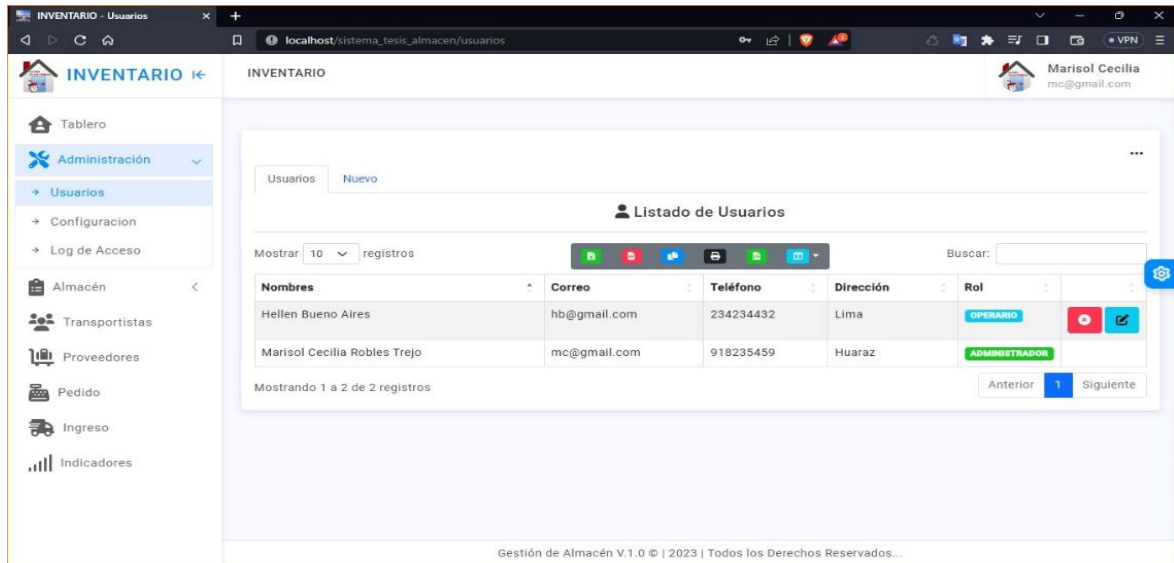 INVENTARIO - Usuarios
localhost/sistema_tesis_almacen/usuarios
VPN
INVENTARIO
INVENTARIO
Marisol Cecilia
mc@gmail.com
Tablero
Administración
Usuarios
Configuracion
Log de Acceso
Almacén
Transportistas
Proveedores
Pedido
Ingreso
Indicadores
Usuarios Nuevo
Listado de Usuarios
Mostrar 10 registros
Buscar:
Nombres Correo Teléfono Dirección Rol
Hellen Bueno Aires hb@gmail.com 234234432 Lima OPERARIO
Marisol Cecilia Robles Trejo mc@gmail.com 918235459 Huaraz ADMINISTRADOR
Mostrando 1 a 2 de 2 registros
Anterior 1 Siguiente
Gestión de Almacén V.1.0 © | 2023 | Todos los Derechos Reservados...